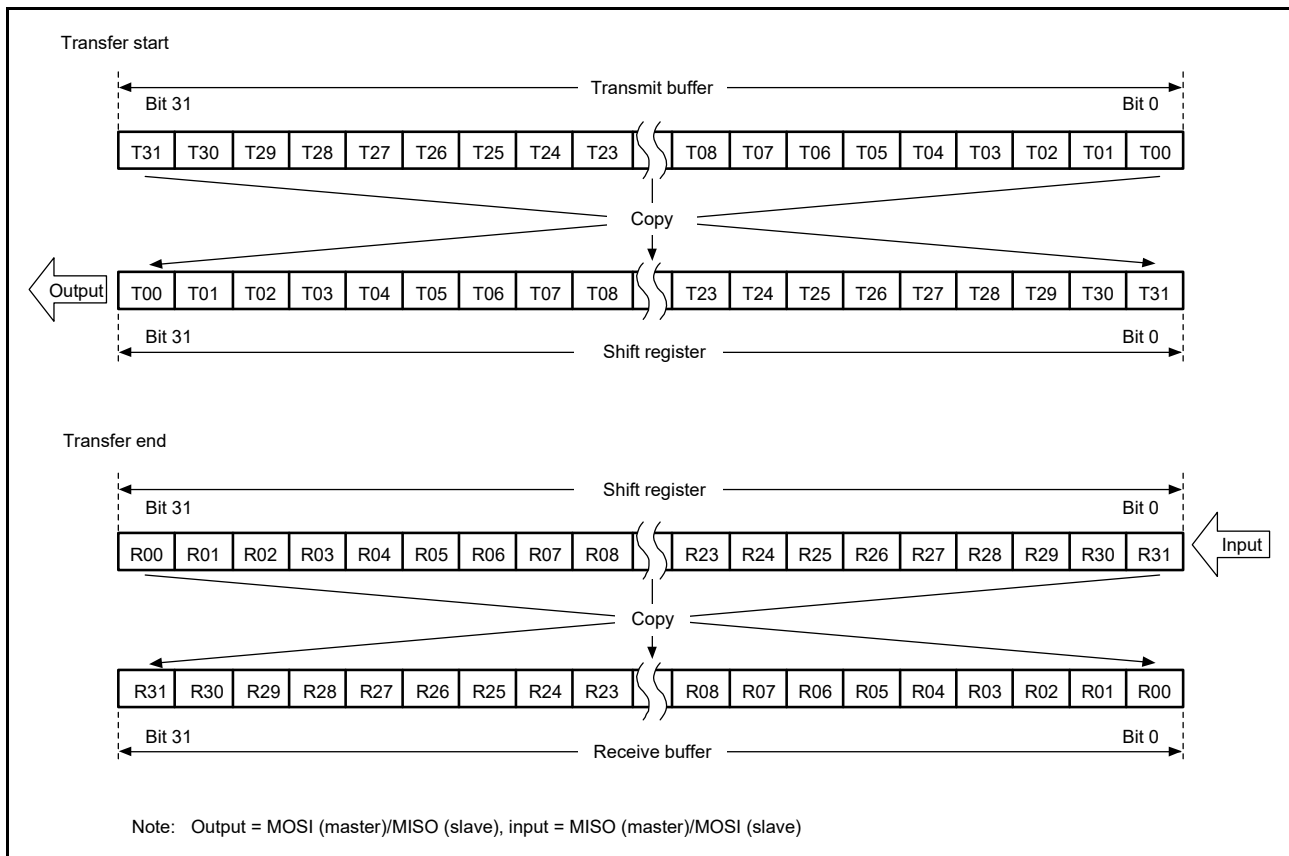 Transfer start
Transmit buffer
Bit 31 Bit 0
T31 T30 T29 T28 T27 T26 T25 T24 T23 T08 T07 T06 T05 T04 T03 T02 T01 T00
Copy
Output T00 T01 T02 T03 T04 T05 T06 T07 T08 T23 T24 T25 T26 T27 T28 T29 T30 T31
Bit 31 Bit 0
Shift register
Transfer end
Shift register
Bit 31 Bit 0
R00 R01 R02 R03 R04 R05 R06 R07 R08 R23 R24 R25 R26 R27 R28 R29 R30 R31 Input
Copy
R31 R30 R29 R28 R27 R26 R25 R24 R23 R08 R07 R06 R05 R04 R03 R02 R01 R00
Bit 31 Bit 0
Receive buffer
Note: Output = MOSI (master)/MISO (slave), input = MISO (master)/MOSI (slave)